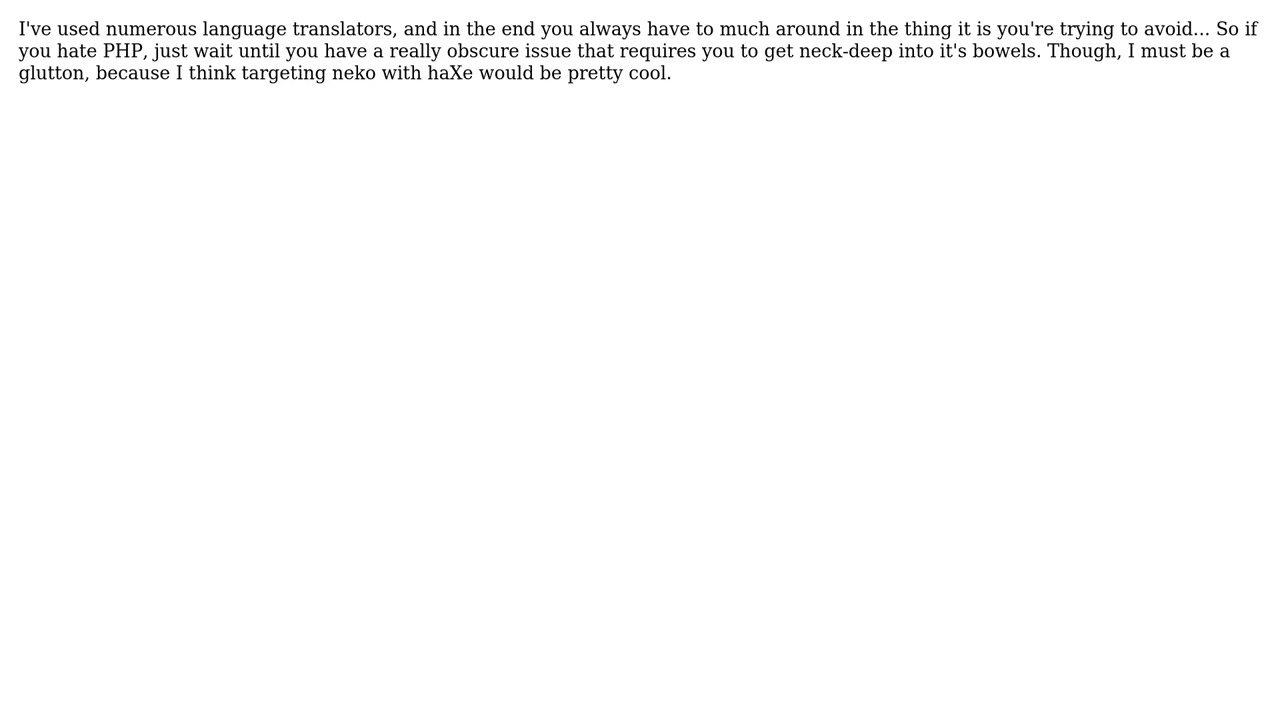 I've used numerous language translators, and in the end you always have to much around in the thing it is you're trying to avoid... So if
you hate PHP, just wait until you have a really obscure issue that requires you to get neck-deep into it's bowels. Though, I must be a
glutton, because I think targeting neko with haXe would be pretty cool.